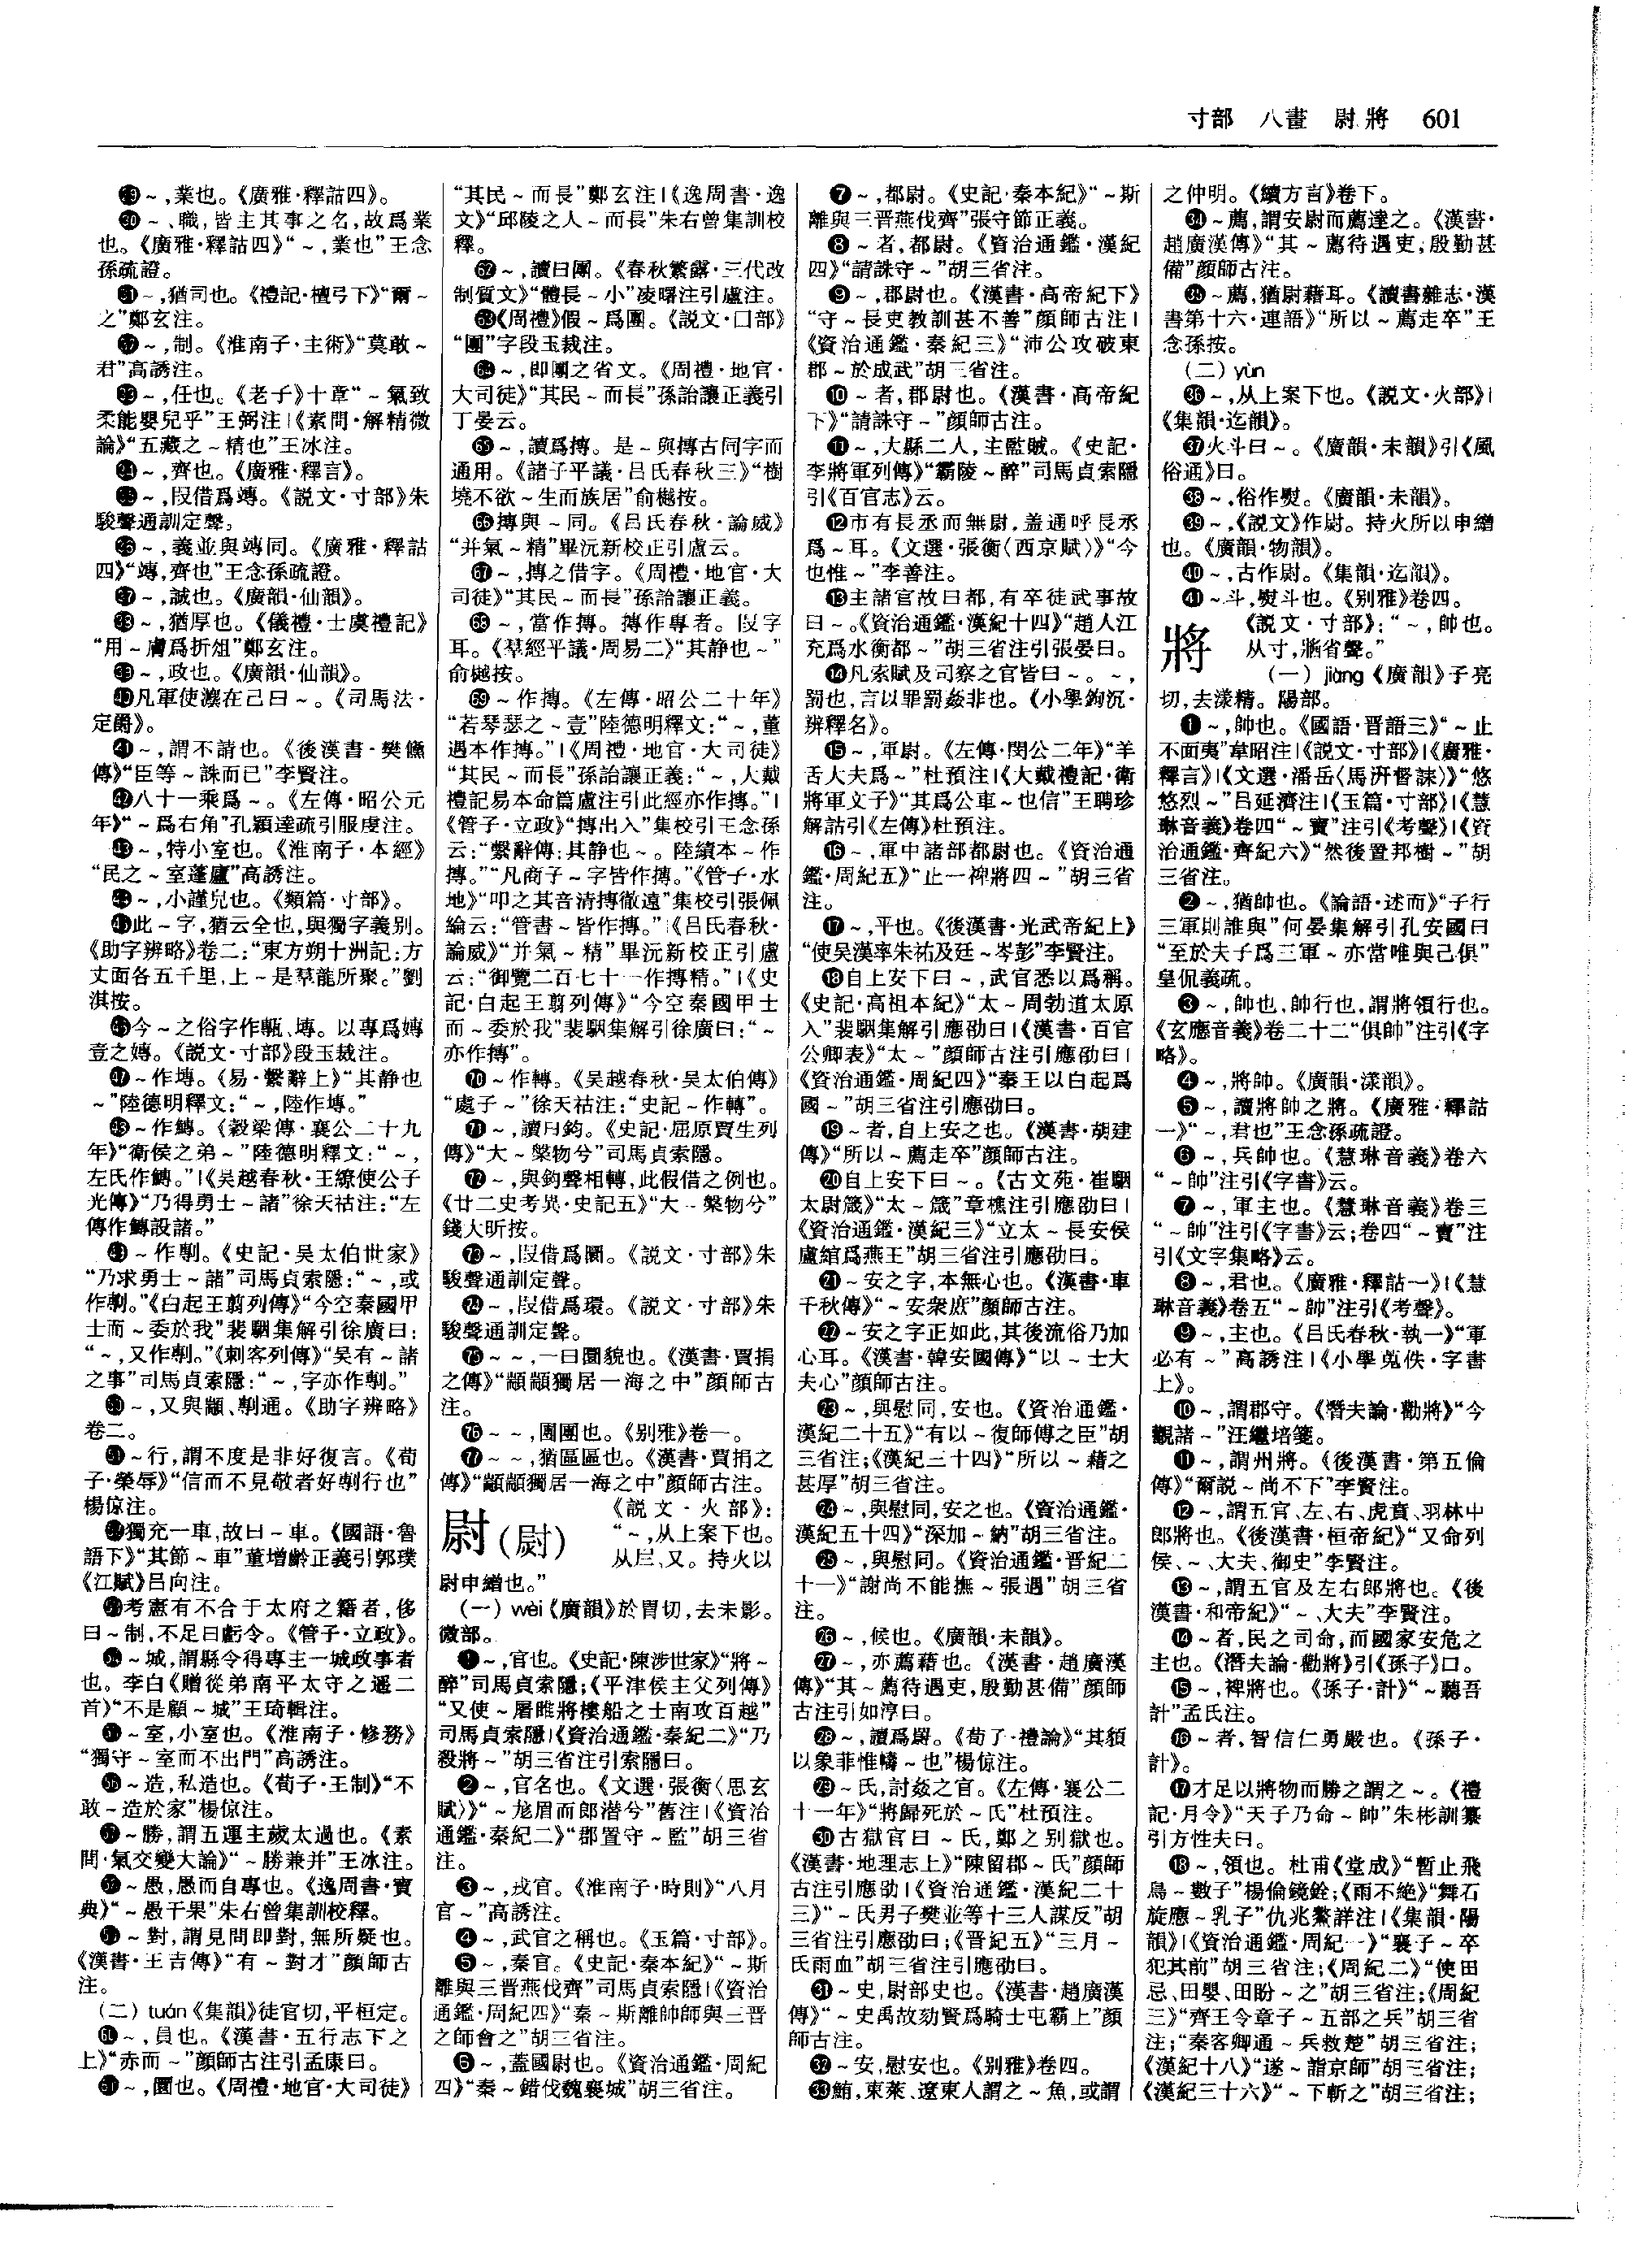 寸部 八畫 尉將 601
㉙~,業也。《廣雅·釋詁四》。
㉚~、職,皆主其事之名,故爲業
也。《廣雅·釋詁四》“~,業也”王念
孫疏證。
㉛~,猶司也。《禮記·檀弓下》“爾~
之”鄭玄注。
㉜~,制。《淮南子·主術》“莫敢~
君”高誘注。
㉝~,任也。《老子》十章“~氣致
柔能嬰兒乎”王弼注|《素問·解精微
論》“五藏之~精也”王冰注。
㉞~,齊也。《廣雅·釋言》。
㉟~,叚借爲竱。《説文·寸部》朱
駿聲通訓定聲。
㊱~,義並與竱同。《廣雅·釋詁
四》“竱,齊也”王念孫疏證。
㊲~,誠也。《廣韻·仙韻》。
㊳~,猶厚也。《儀禮·士虞禮記》
“用~膚爲折俎”鄭玄注。
㊴~,政也。《廣韻·仙韻》。
㊵凡軍使灋在己曰~。《司馬法·
定爵》。
㊶~,謂不請也。《後漢書·樊儵
傳》“臣等~誅而已”李賢注。
㊷八十一乘爲~。《左傳·昭公元
年》“~爲右角”孔穎達疏引服虔注。
㊸~,特小室也。《淮南子·本經》
“民之~室蓬廬”高誘注。
㊹~,小謹皃也。《類篇·寸部》。
㊺此~字,猶云全也,與獨字義别。
《助字辨略》卷二:“東方朔十洲記:方
丈面各五千里,上~是羣龍所聚。”劉
淇按。
㊻今~之俗字作甎、塼。以專爲嫥
壹之嫥。《説文·寸部》段玉裁注。
㊼~作塼。《易·繫辭上》“其静也
~”陸德明釋文:“~,陸作塼。”
㊽~作鱄。《穀梁傳·襄公二十九
年》“衛侯之弟~”陸德明釋文:“~,
左氏作鱄。”|《吴越春秋·王僚使公子
光傳》“乃得勇士~諸”徐天祜注:“左
傳作鱄設諸。”
㊾~作剸。《史記·吴太伯世家》
“乃求勇士~諸”司馬貞索隱:“~,或
作剸。”《白起王翦列傳》“今空秦國甲
士而~委於我”裴駰集解引徐廣曰:
“~,又作剸。”《刺客列傳》“吴有~諸
之事”司馬貞索隱:“~,字亦作剸。”
㊿~,又與顓、剸通。《助字辨略》
卷二。
51~行,謂不度是非好復言。《荀
子·榮辱》“信而不見敬者好剸行也”
楊倞注。
52獨充一車,故曰~車。《國語·魯
語下》“其節~車”董增齡正義引郭璞
《江賦》吕向注。
53考憲有不合于太府之籍者,侈
曰~制,不足曰虧令。《管子·立政》。
54~城,謂縣令得專主一城政事者
也。李白《贈從弟南平太守之遥二
首》“不是顧~城”王琦輯注。
55~室,小室也。《淮南子·修務》
“獨守~室而不出門”高誘注。
56~造,私造也。《荀子·王制》“不
敢~造於家”楊倞注。
57~勝,謂五運主歲太過也。《素
問·氣交變大論》“~勝兼并”王冰注。
58~愚,愚而自專也。《逸周書·寶
典》“~愚干果”朱右曾集訓校釋。
59~對,謂見問即對,無所疑也。
《漢書·王吉傳》“有~對才”顔師古
注。
(二)tuán《集韻》徒官切,平桓定。
60~,員也。《漢書·五行志下之
上》“赤而~”顔師古注引孟康曰。
61~,圜也。《周禮·地官·大司徒》
“其民~而長”鄭玄注|《逸周書·逸
文》“邱陵之人~而長”朱右曾集訓校
釋。
62~,讀曰團。《春秋繁露·三代改
制質文》“體長~小”凌曙注引盧注。
63《周禮》假~爲團。《説文·囗部》
“團”字段玉裁注。
64~,即團之省文。《周禮·地官·
大司徒》“其民~而長”孫詒讓正義引
丁晏云。
65~,讀爲摶。是~與摶古同字而
通用。《諸子平議·吕氏春秋三》“樹
墝不欲~生而族居”俞樾按。
66摶與~同。《吕氏春秋·論威》
“并氣~精”畢沅新校正引盧云。
67~,摶之借字。《周禮·地官·大
司徒》“其民~而長”孫詒讓正義。
68~,當作摶。摶作專者。叚字
耳。《羣經平議·周易二》“其静也~”
俞樾按。
69~作摶。《左傳·昭公二十年》
“若琴瑟之~壹”陸德明釋文:“~,董
遇本作摶。”|《周禮·地官·大司徒》
“其民~而長”孫詒讓正義:“~,大戴
禮記易本命篇盧注引此經亦作摶。”|
《管子·立政》“摶出入”集校引王念孫
云:“繫辭傳:其静也~。陸績本~作
摶。”“凡商子~字皆作摶。”《管子·水
地》“叩之其音清摶徹遠”集校引張佩
綸云:“管書~皆作摶。”|《吕氏春秋·
論威》“并氣~精”畢沅新校正引盧
云:“御覽二百七十一作摶精。”|《史
記·白起王翦列傳》“今空秦國甲士
而~委於我”裴駰集解引徐廣曰:“~
亦作摶”。
70~作轉。《吴越春秋·吴太伯傳》
“處子~”徐天祜注:“史記~作轉”。
71~,讀曰鈞。《史記·屈原賈生列
傳》“大~槃物兮”司馬貞索隱。
72~,與鈞聲相轉,此假借之例也。
《廿二史考異·史記五》“大~槃物兮”
錢大昕按。
73~,叚借爲團。《説文·寸部》朱
駿聲通訓定聲。
74~,叚借爲環。《説文·寸部》朱
駿聲通訓定聲。
75~~,一曰圜貌也。《漢書·賈捐
之傳》“顓顓獨居一海之中”顔師古
注。
76~~,團團也。《别雅》卷一。
77~~,猶區區也。《漢書·賈捐之
傳》“顓顓獨居一海之中”顔師古注。
尉(㷉) 《説文·火部》:
“~,从上案下也。
从𡰥、又。持火以
尉申繒也。”
(一)wèi《廣韻》於胃切,去未影。
微部。
❶~,官也。《史記·陳涉世家》“將~
醉”司馬貞索隱;《平津侯主父列傳》
“又使~屠睢將樓船之士南攻百越”
司馬貞索隱|《資治通鑑·秦紀二》“乃
殺將~”胡三省注引索隱曰。
❷~,官名也。《文選·張衡〈思玄
賦〉》“~尨眉而郎潛兮”舊注|《資治
通鑑·秦紀二》“郡置守~監”胡三省
注。
❸~,戎官。《淮南子·時則》“八月
官~”高誘注。
❹~,武官之稱也。《玉篇·寸部》。
❺~,秦官。《史記·秦本紀》“~斯
離與三晋燕伐齊”司馬貞索隱|《資治
通鑑·周紀四》“秦~斯離帥師與三晋
之師會之”胡三省注。
❻~,蓋國尉也。《資治通鑑·周紀
四》“秦~錯伐魏襄城”胡三省注。
❼~,都尉。《史記·秦本紀》“~斯
離與三晋燕伐齊”張守節正義。
❽~者,都尉。《資治通鑑·漢紀
四》“請誅守~”胡三省注。
❾~,郡尉也。《漢書·高帝紀下》
“守~長吏教訓甚不善”顔師古注|
《資治通鑑·秦紀三》“沛公攻破東
郡~於成武”胡三省注。
❿~者,郡尉也。《漢書·高帝紀
下》“請誅守~”顔師古注。
⓫~,大縣二人,主監賊。《史記·
李將軍列傳》“霸陵~醉”司馬貞索隱
引《百官志》云。
⓬市有長丞而無尉,蓋通呼長丞
爲~耳。《文選·張衡〈西京賦〉》“今
也惟~”李善注。
⓭主諸官故曰都,有卒徒武事故
曰~。《資治通鑑·漢紀十四》“趙人江
充爲水衡都~”胡三省注引張晏曰。
⓮凡索賦及司察之官皆曰~。~,
罰也,言以罪罰姦非也。《小學鉤沉·
辨釋名》。
⓯~,軍尉。《左傳·閔公二年》“羊
舌大夫爲~”杜預注|《大戴禮記·衛
將軍文子》“其爲公車~也信”王聘珍
解詁引《左傳》杜預注。
⓰~,軍中諸部都尉也。《資治通
鑑·周紀五》“止一裨將四~”胡三省
注。
⓱~,平也。《後漢書·光武帝紀上》
“使吴漢率朱祐及廷~岑彭”李賢注。
⓲自上安下曰~,武官悉以爲稱。
《史記·高祖本紀》“太~周勃道太原
入”裴駰集解引應劭曰|《漢書·百官
公卿表》“太~”顔師古注引應劭曰|
《資治通鑑·周紀四》“秦王以白起爲
國~”胡三省注引應劭曰。
⓳~者,自上安之也。《漢書·胡建
傳》“所以~薦走卒”顔師古注。
⓴自上安下曰~。《古文苑·崔駰
太尉箴》“太~箴”章樵注引應劭曰|
《資治通鑑·漢紀三》“立太~長安侯
盧綰爲燕王”胡三省注引應劭曰。
㉑~安之字,本無心也。《漢書·車
千秋傳》“~安衆庶”顔師古注。
㉒~安之字正如此,其後流俗乃加
心耳。《漢書·韓安國傳》“以~士大
夫心”顔師古注。
㉓~,與慰同,安也。《資治通鑑·
漢紀二十五》“有以~復師傅之臣”胡
三省注;《漢紀三十四》“所以~藉之
甚厚”胡三省注。
㉔~,與慰同,安之也。《資治通鑑·
漢紀五十四》“深加~納”胡三省注。
㉕~,與慰同。《資治通鑑·晋紀二
十一》“謝尚不能撫~張遇”胡三省
注。
㉖~,候也。《廣韻·未韻》。
㉗~,亦薦藉也。《漢書·趙廣漢
傳》“其~薦待遇吏,殷勤甚備”顔師
古注引如淳曰。
㉘~,讀爲罻。《荀子·禮論》“其䫇
以象菲帷幬~也”楊倞注。
㉙~氏,討姦之官。《左傳·襄公二
十一年》“將歸死於~氏”杜預注。
㉚古獄官曰~氏,鄭之别獄也。
《漢書·地理志上》“陳留郡~氏”顔師
古注引應劭|《資治通鑑·漢紀二十
三》“~氏男子樊並等十三人謀反”胡
三省注引應劭曰;《晋紀五》“三月~
氏雨血”胡三省注引應劭曰。
㉛~史,尉部史也。《漢書·趙廣漢
傳》“~史禹故劾賢爲騎士屯霸上”顔
師古注。
㉜~安,慰安也。《别雅》卷四。
㉝鮪,東萊、遼東人謂之~魚,或謂
之仲明。《續方言》卷下。
㉞~薦,謂安尉而薦達之。《漢書·
趙廣漢傳》“其~薦待遇吏,殷勤甚
備”顔師古注。
㉟~薦,猶尉藉耳。《讀書雜志·漢
書第十六·連語》“所以~薦走卒”王
念孫按。
(二)yùn
㊱~,从上案下也。《説文·火部》|
《集韻·迄韻》。
㊲火斗曰~。《廣韻·未韻》引《風
俗通》曰。
㊳~,俗作熨。《廣韻·未韻》。
㊴~,《説文》作尉。持火所以申繒
也。《廣韻·物韻》。
㊵~,古作尉。《集韻·迄韻》。
㊶~斗,熨斗也。《别雅》卷四。
將 《説文·寸部》:“~,帥也。
从寸,𤖕省聲。”
(一)jiàng《廣韻》子亮
切,去漾精。陽部。
❶~,帥也。《國語·晋語三》“~止
不面夷”韋昭注|《説文·寸部》|《廣雅·
釋言》|《文選·潘岳〈馬汧督誄〉》“悠
悠烈~”吕延濟注|《玉篇·寸部》|《慧
琳音義》卷四“~寶”注引《考聲》|《資
治通鑑·齊紀六》“然後置邦樹~”胡
三省注。
❷~,猶帥也。《論語·述而》“子行
三軍則誰與”何晏集解引孔安國曰
“至於夫子爲三軍~亦當唯與己俱”
皇侃義疏。
❸~,帥也,帥行也,謂將領行也。
《玄應音義》卷二十二“俱帥”注引《字
略》。
❹~,將帥。《廣韻·漾韻》。
❺~,讀將帥之將。《廣雅·釋詁
一》“~,君也”王念孫疏證。
❻~,兵帥也。《慧琳音義》卷六
“~帥”注引《字書》云。
❼~,軍主也。《慧琳音義》卷三
“~帥”注引《字書》云;卷四“~寶”注
引《文字集略》云。
❽~,君也。《廣雅·釋詁一》|《慧
琳音義》卷五“~帥”注引《考聲》。
❾~,主也。《吕氏春秋·執一》“軍
必有~”高誘注|《小學蒐佚·字書
上》。
❿~,謂郡守。《潛夫論·勸將》“今
觀諸~”汪繼培箋。
⓫~,謂州將。《後漢書·第五倫
傳》“爾説~尚不下”李賢注。
⓬~,謂五官、左、右、虎賁、羽林中
郎將也。《後漢書·桓帝紀》“又命列
侯、~、大夫、御史”李賢注。
⓭~,謂五官及左右郎將也。《後
漢書·和帝紀》“~、大夫”李賢注。
⓮~者,民之司命,而國家安危之
主也。《潛夫論·勸將》引《孫子》曰。
⓯~,裨將也。《孫子·計》“~聽吾
計”孟氏注。
⓰~者,智信仁勇嚴也。《孫子·
計》。
⓱才足以將物而勝之謂之~。《禮
記·月令》“天子乃命~帥”朱彬訓纂
引方性夫曰。
⓲~,領也。杜甫《堂成》“暫止飛
烏~數子”楊倫鏡銓;《雨不絶》“舞石
旋應~乳子”仇兆鰲詳注|《集韻·陽
韻》|《資治通鑑·周紀一》“襄子~卒
犯其前”胡三省注;《周紀二》“使田
忌、田嬰、田盼~之”胡三省注;《周紀
三》“齊王令章子~五部之兵”胡三省
注;“秦客卿通~兵救楚”胡三省注;
《漢紀十八》“遂~詣京師”胡三省注;
《漢紀三十六》“~下斬之”胡三省注;